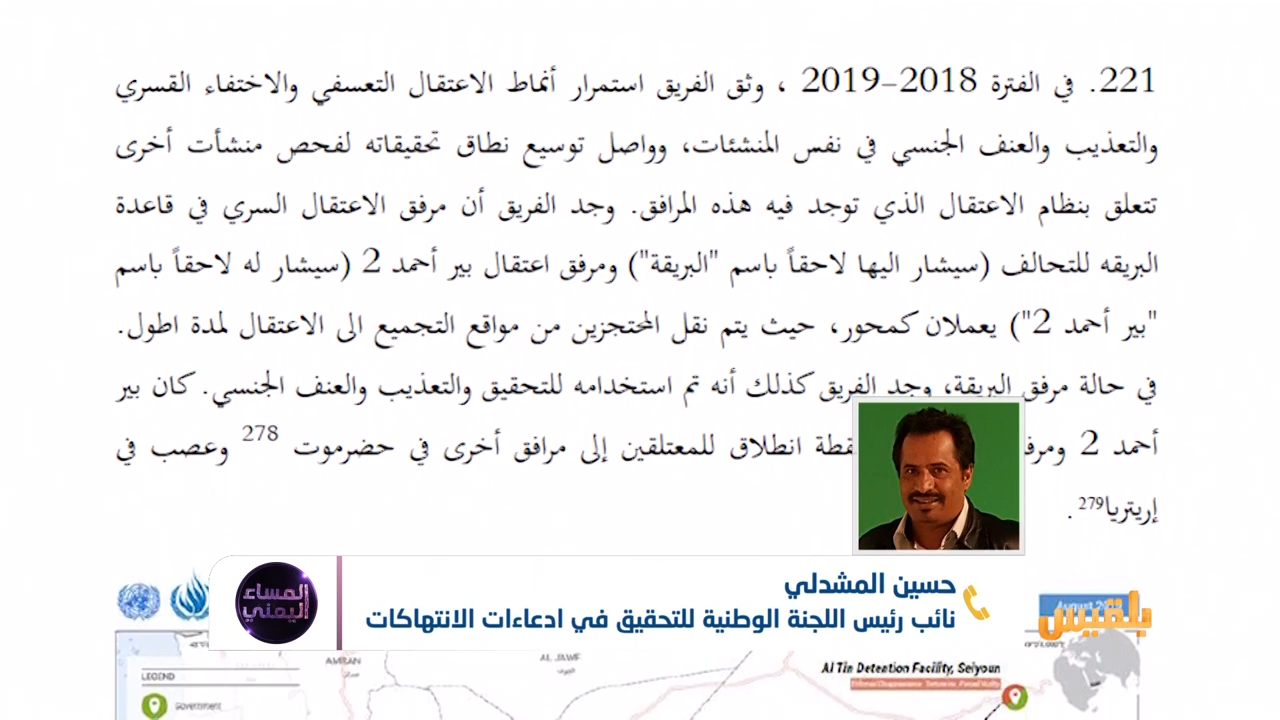 221. في الفترة 2018–2019 ، وثق الفريق استمرار أنماط الاعتقال التعسفي والاختفاء القسري
والتعذيب والعنف الجنسي في نفس المنشئات، وواصل توسيع نطاق تحقيقاته لفحص منشآت أخرى
تتعلق بنظام الاعتقال الذي توجد فيه هذه المرافق. وجد الفريق أن مرفق الاعتقال السري في قاعدة
البريقه للتحالف (سيشار اليها لاحقاً باسم "البريقة") ومرفق اعتقال بير أحمد 2 (سيشار له لاحقاً باسم
"بير أحمد 2") يعملان كمحور، حيث يتم نقل المحتجزين من مواقع التجميع الى الاعتقال لمدة اطول.
في حالة مرفق البريقة، وجد الفريق كذلك أنه تم استخدامه للتحقيق والتعذيب والعنف الجنسي. كان بير
أحمد 2 انطلاق للمعتلقين إلى مرافق أخرى في حضرموت 278 وعصب في
إريتريا279.
المساء اليمني
حسين المشدلي
نائب رئيس اللجنة الوطنية للتحقيق في ادعاءات الانتهاكات
بلقيس
August
AMRAN
AL JAWF
الجوف
Al Tin Detention Facility, Seiyoun
LEGEND
Government